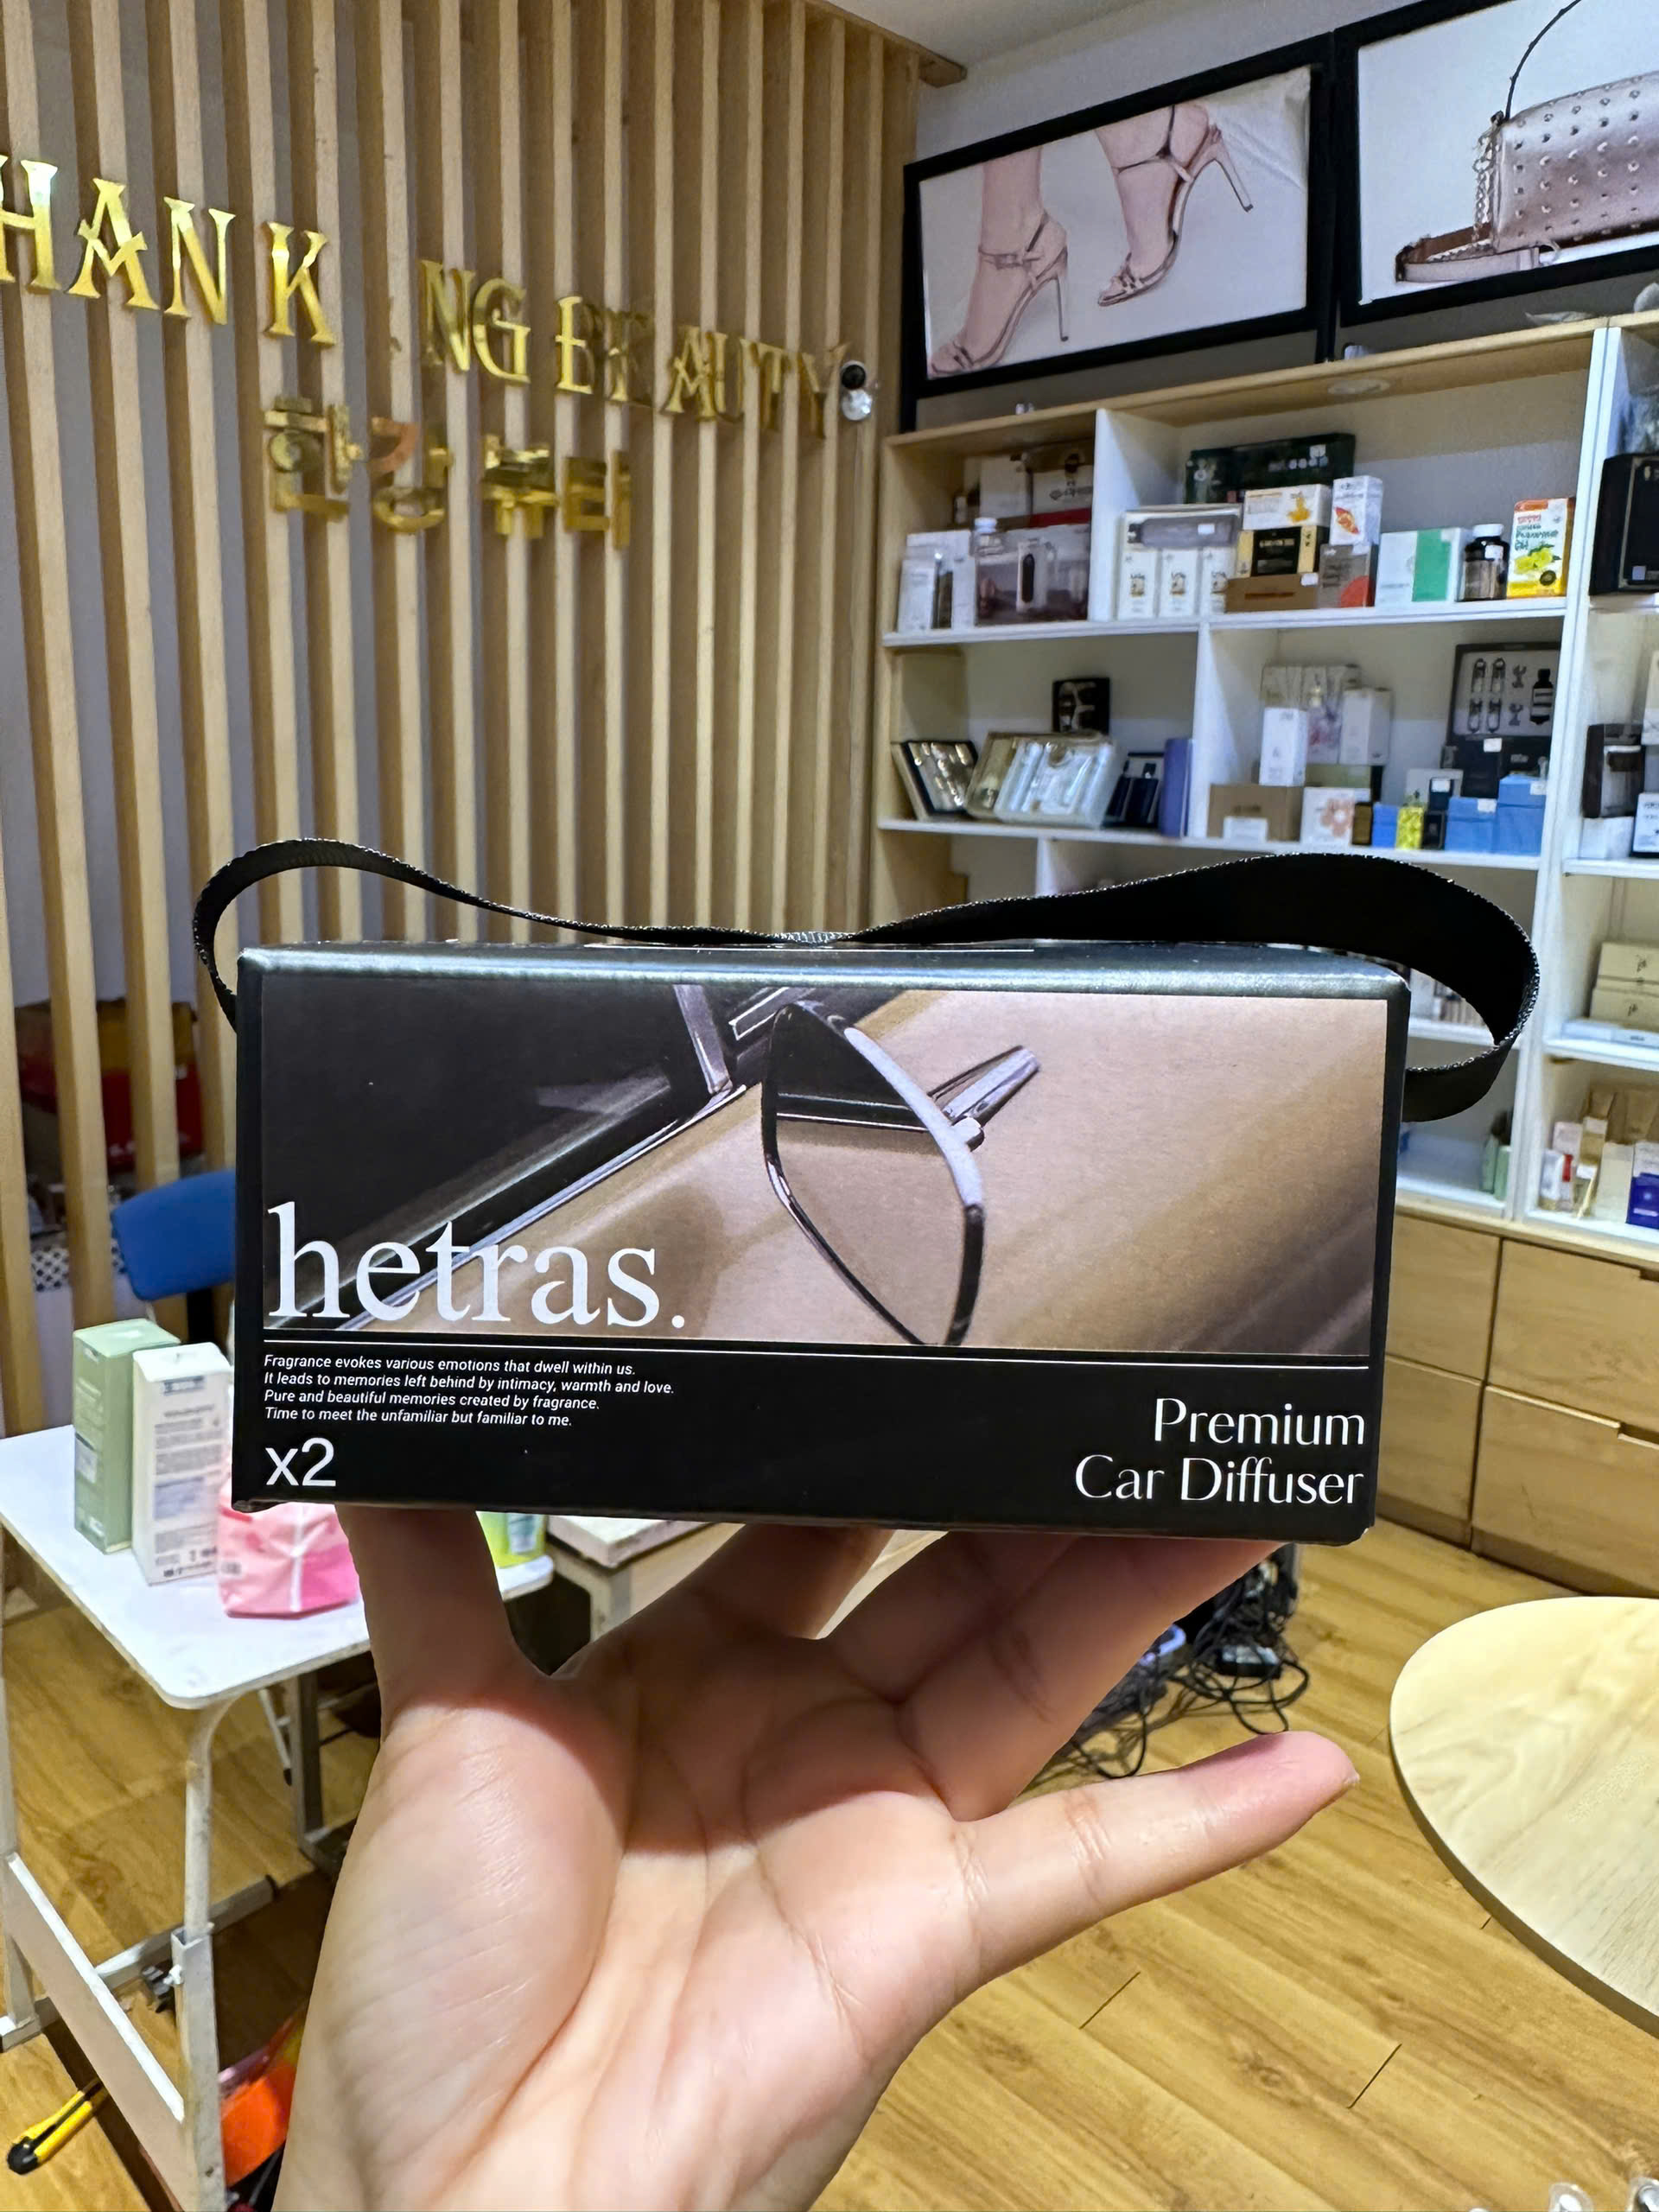 HANK NG BEAUTY
한킹뷰티
hetras.
Fragrance evokes various emotions that dwell within us.
It leads to memories left behind by intimacy, warmth and love.
Pure and beautiful memories created by fragrance.
Time to meet the unfamiliar but familiar to me.
x2
Premium
Car Diffuser